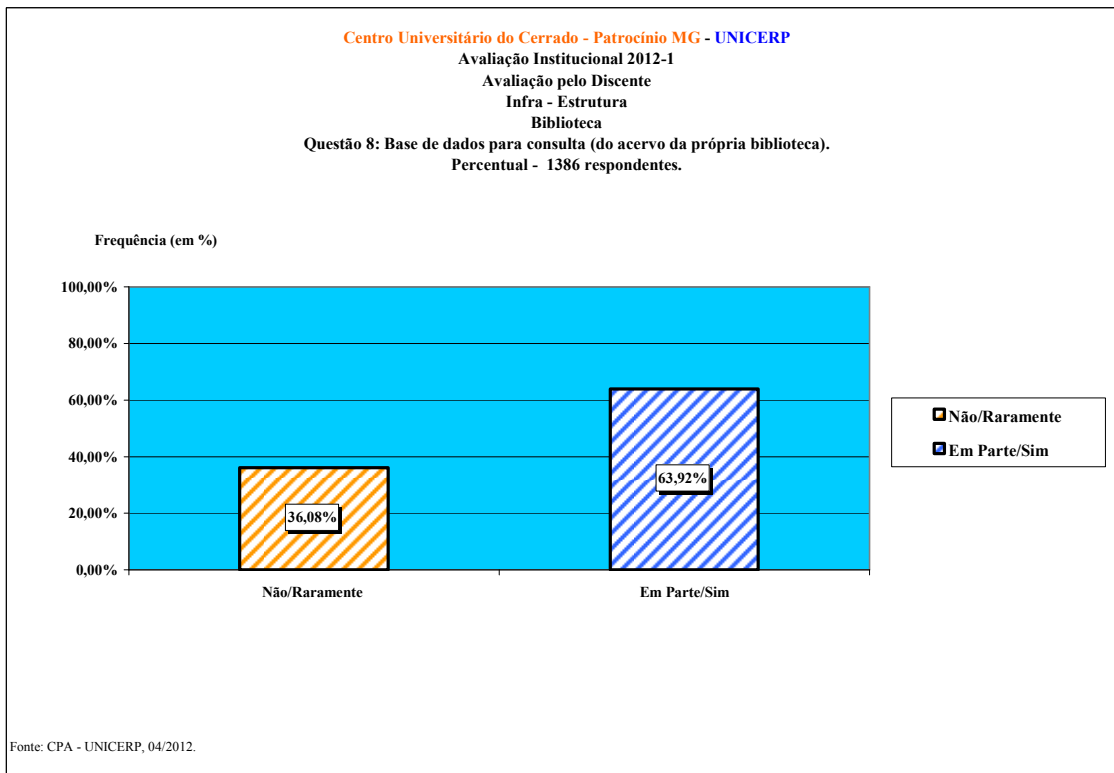 Centro Universitário do Cerrado - Patrocínio MG - UNICERP
Avaliação Institucional 2012-1
Avaliação pelo Discente
Infra - Estrutura
Biblioteca
Questão 8: Base de dados para consulta (do acervo da própria biblioteca).
Percentual - 1386 respondentes.
Frequência (em %)
100,00%
80,00%
60,00%
40,00%
20,00%
0,00%
36,08%
63,92%
Não/Raramente
Em Parte/Sim
Não/Raramente
Em Parte/Sim
Fonte: CPA - UNICERP, 04/2012.